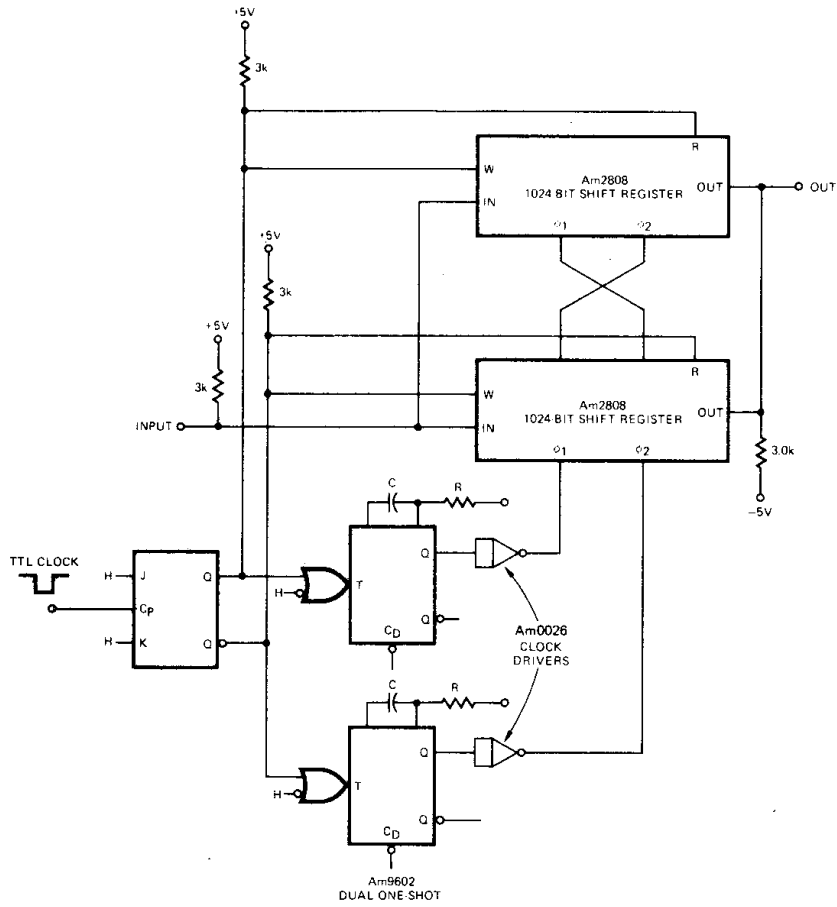 +5V
3k
R
W
Am2808
1024-BIT SHIFT REGISTER
OUT
OUT
IN
ϕ1
ϕ2
+5V
3k
+5V
3k
R
W
Am2808
1024-BIT SHIFT REGISTER
OUT
INPUT
IN
ϕ1
ϕ2
3.0k
-5V
C
R
TTL CLOCK
H
J
Q
T
Q
H
CP
Q
Am0026
CLOCK
DRIVERS
H
K
Q
CD
C
R
Q
T
H
Q
CD
Am9602
DUAL ONE-SHOT